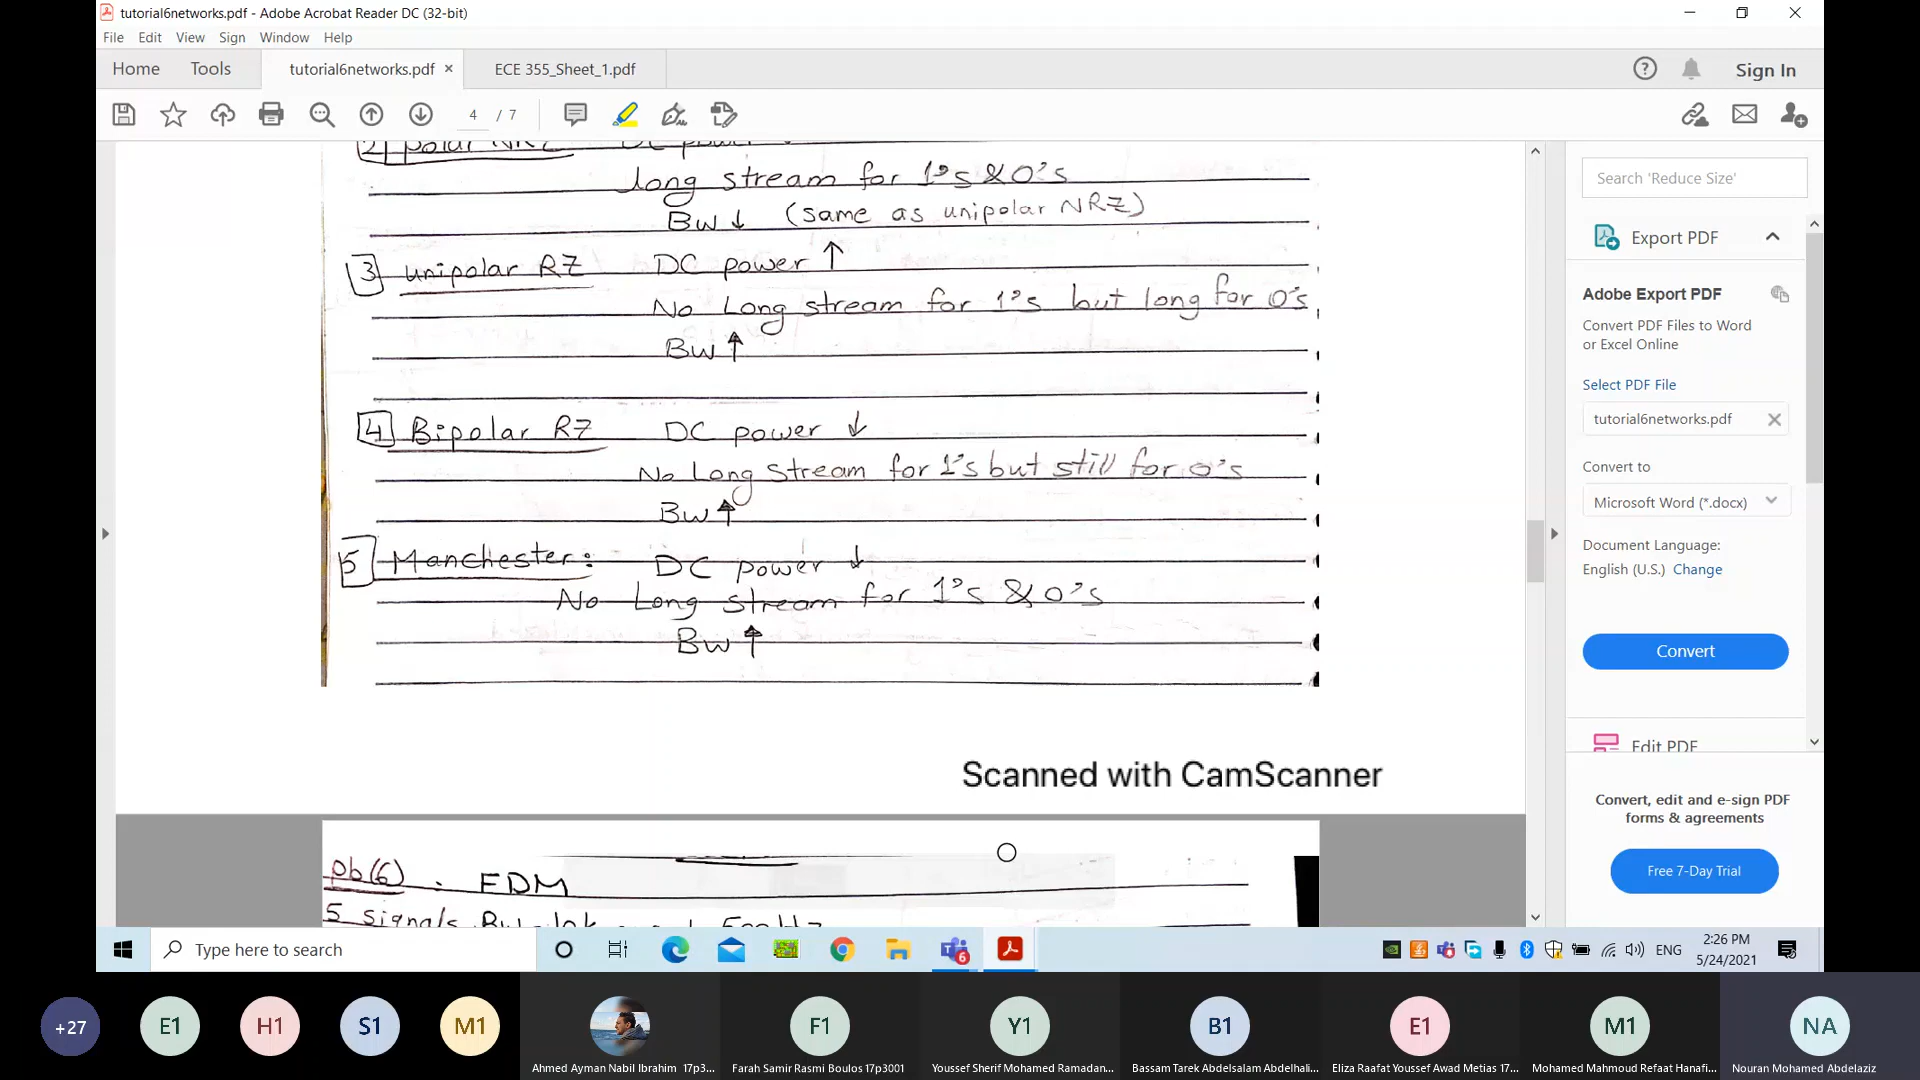 tutorial6networks.pdf - Adobe Acrobat Reader DC (32-bit)
File Edit View Sign Window Help
Home Tools tutorial6networks.pdf × ECE 355_Sheet_1.pdf Sign In
4 / 7
2 polar NRZ DC power
long stream for 1's & 0's
BW ↓ (same as unipolar NRZ)
3 unipolar RZ DC power ↑
No Long stream for 1's but long for 0's
BW ↑
4 Bipolar RZ DC power ↓
No Long Stream for 1's but still for 0's
BW ↑
5 Manchester: DC power ↓
No Long stream for 1's & 0's
BW ↑
Scanned with CamScanner
pb(6) : FDM
5 signals
Search 'Reduce Size'
Export PDF
Adobe Export PDF
Convert PDF Files to Word
or Excel Online
Select PDF File
tutorial6networks.pdf
Convert to
Microsoft Word (*.docx)
Document Language:
English (U.S.) Change
Convert
Edit PDF
Convert, edit and e-sign PDF
forms & agreements
Free 7-Day Trial
Type here to search
6
ENG
2:26 PM
5/24/2021
+27 E1 H1 S1 M1 F1 Y1 B1 E1 M1 NA
Ahmed Ayman Nabil Ibrahim 17p3...
Farah Samir Rasmi Boulos 17p3001
Youssef Sherif Mohamed Ramadan...
Bassam Tarek Abdelsalam Abdelhali...
Eliza Raafat Youssef Awad Metias 17...
Mohamed Mahmoud Refaat Hanafi...
Nouran Mohamed Abdelaziz